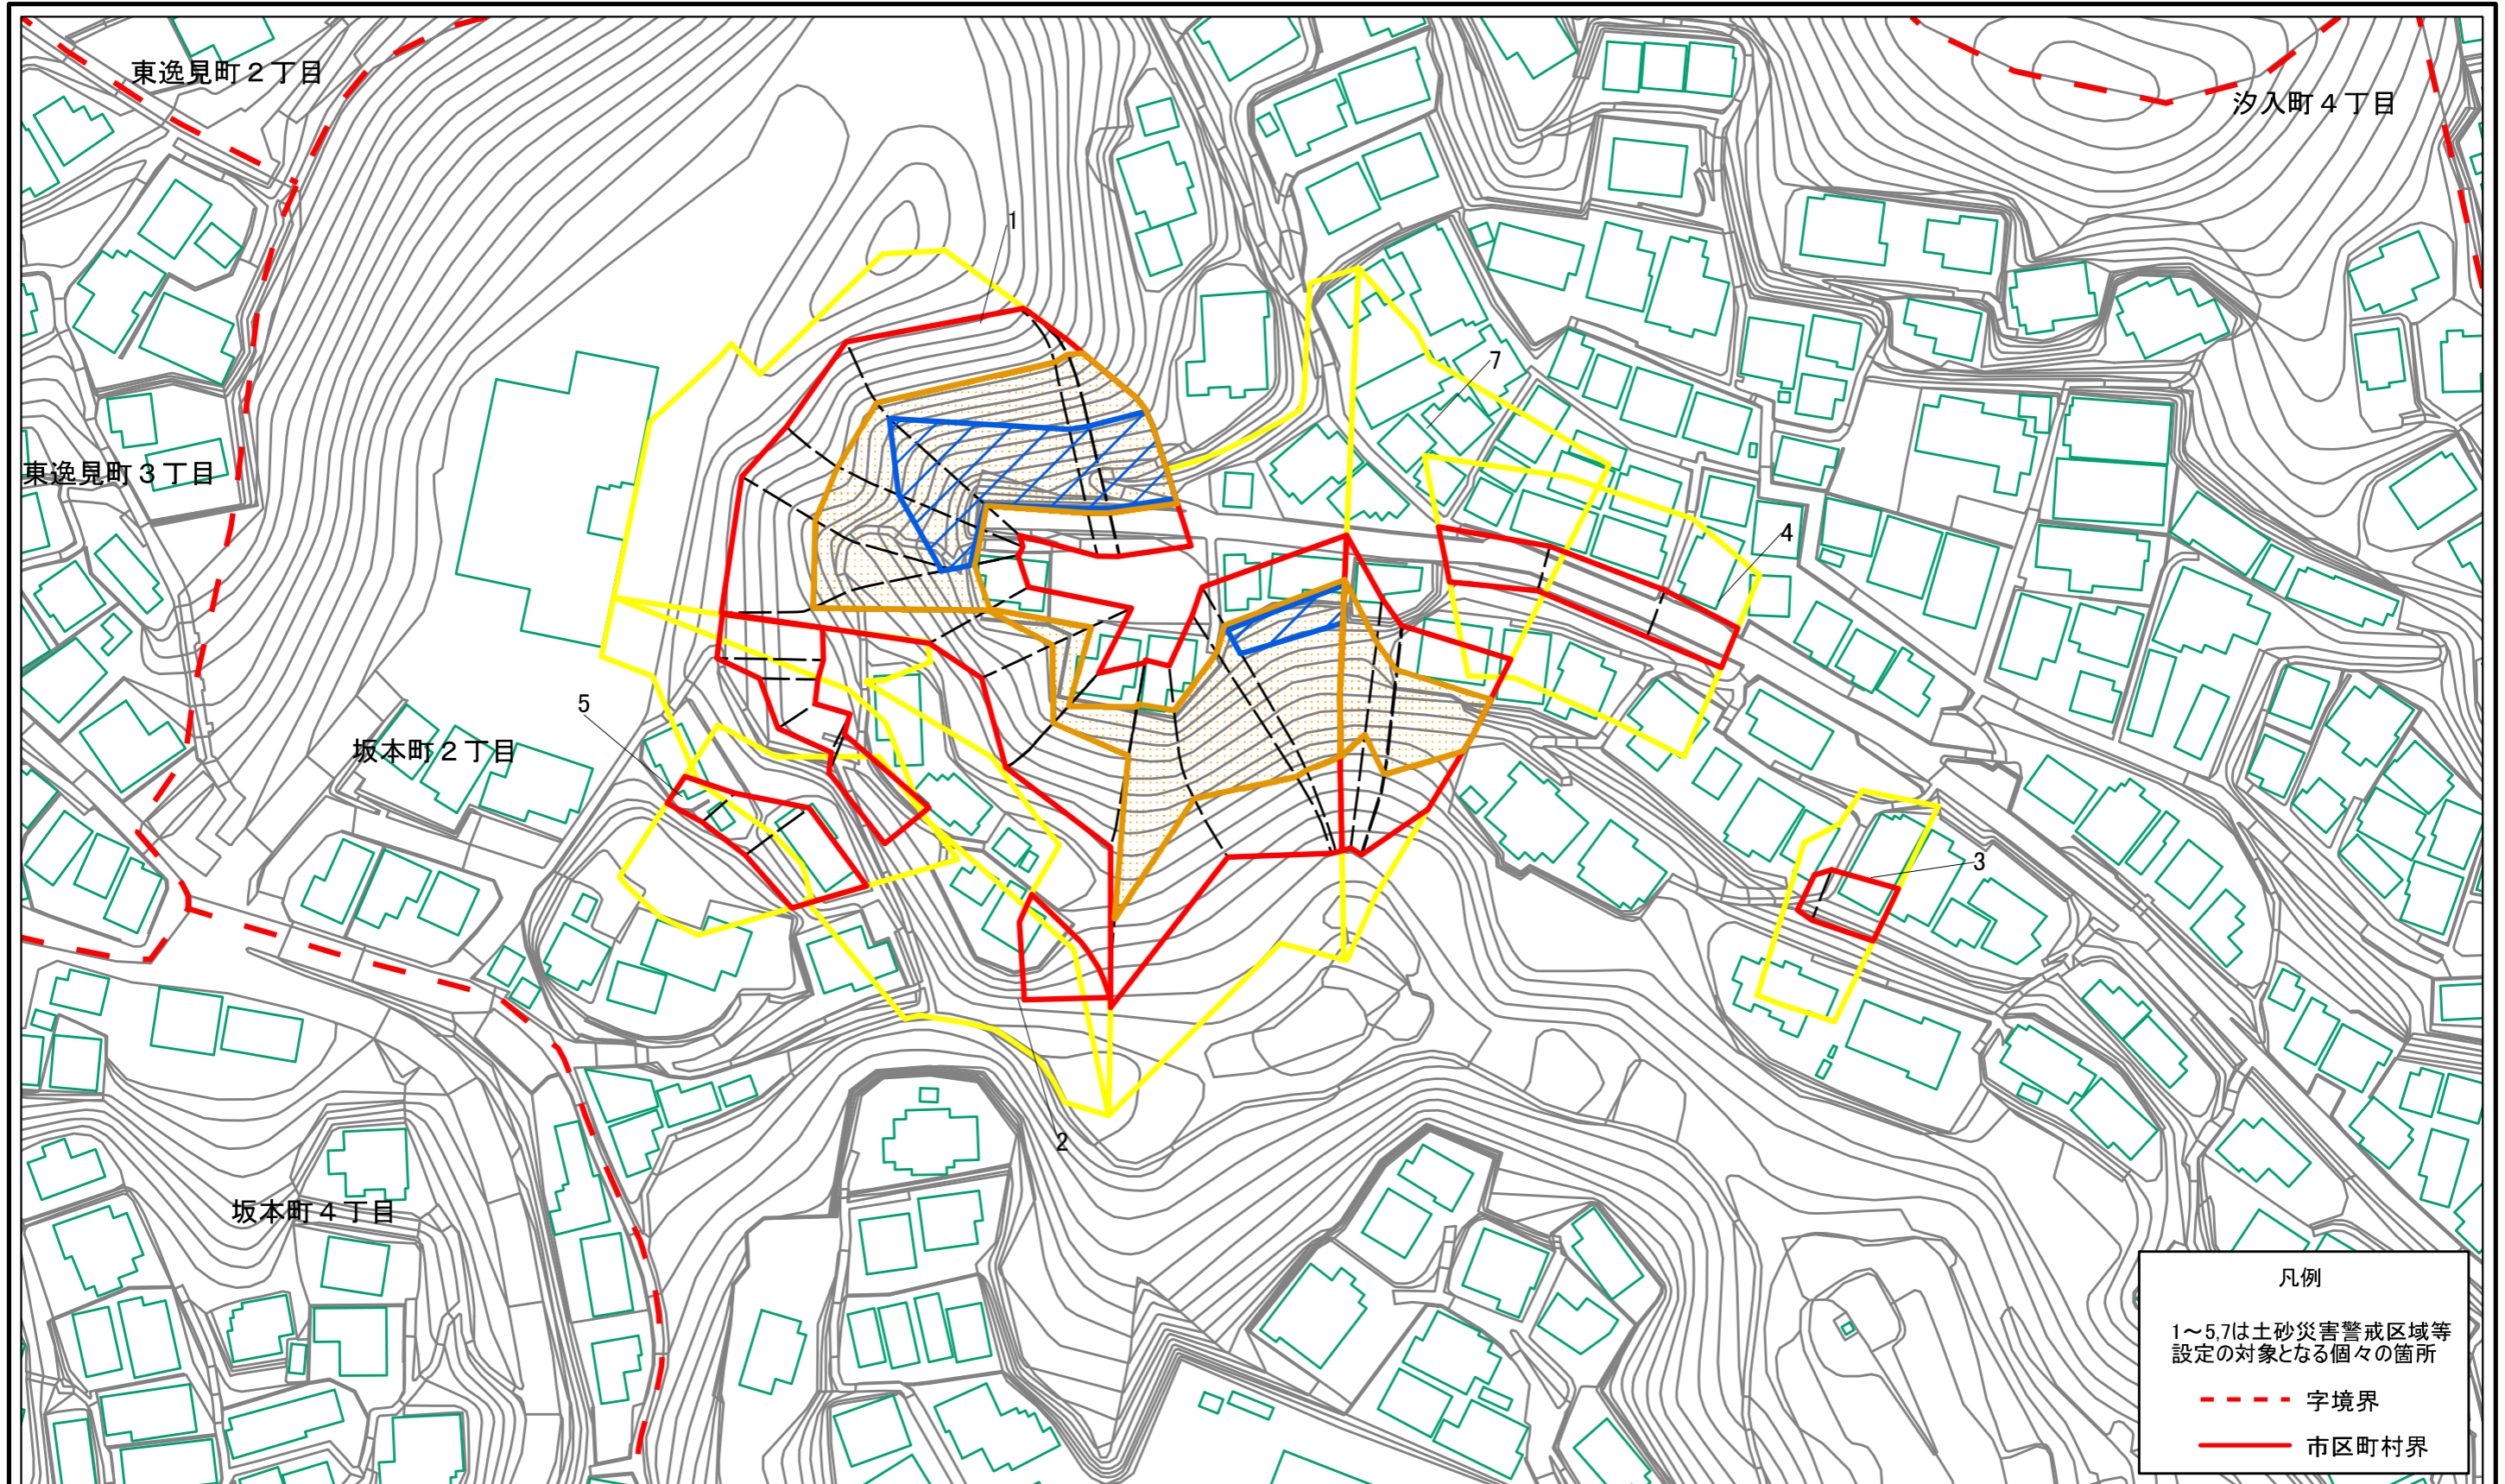 東逸見町２丁目
汐入町４丁目
1
7
東逸見町３丁目
4
5
坂本町２丁目
3
2
坂本町４丁目
凡例
1～5,7は土砂災害警戒区域等
設定の対象となる個々の箇所
字境界
市区町村界